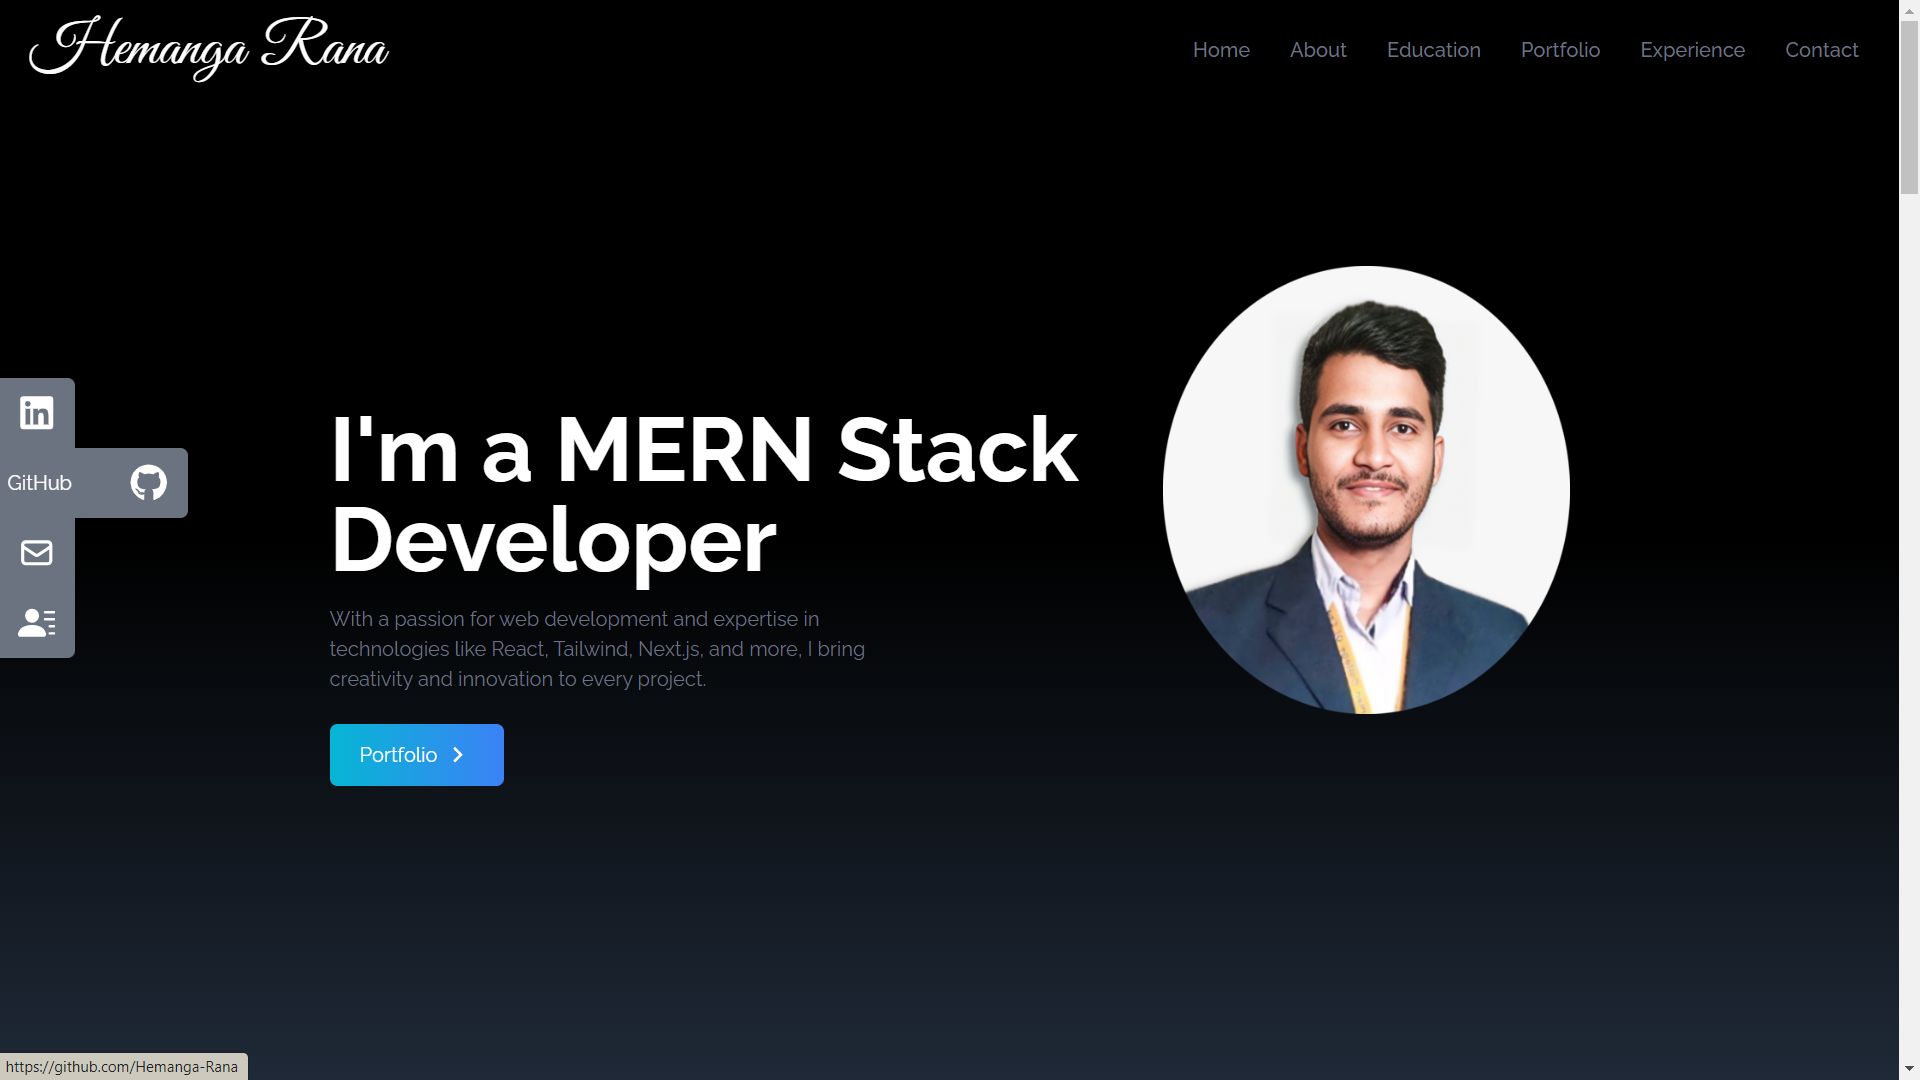 Hemanga Rana
Home About Education Portfolio Experience Contact
I'm a MERN Stack
Developer
GitHub
With a passion for web development and expertise in
technologies like React, Tailwind, Next.js, and more, I bring
creativity and innovation to every project.
Portfolio
https://github.com/Hemanga-Rana